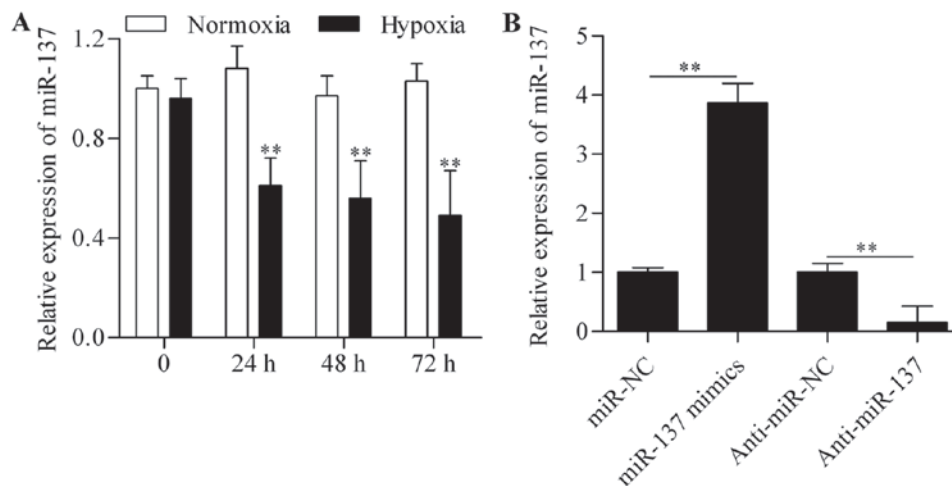 A
Normoxia
Hypoxia
Relative expression of miR-137
1.2
0.8
0.4
0.0
**
**
**
0
24 h
48 h
72 h
B
Relative expression of miR-137
5
4
3
2
1
0
**
**
miR-NC
miR-137 mimics
Anti-miR-NC
Anti-miR-137